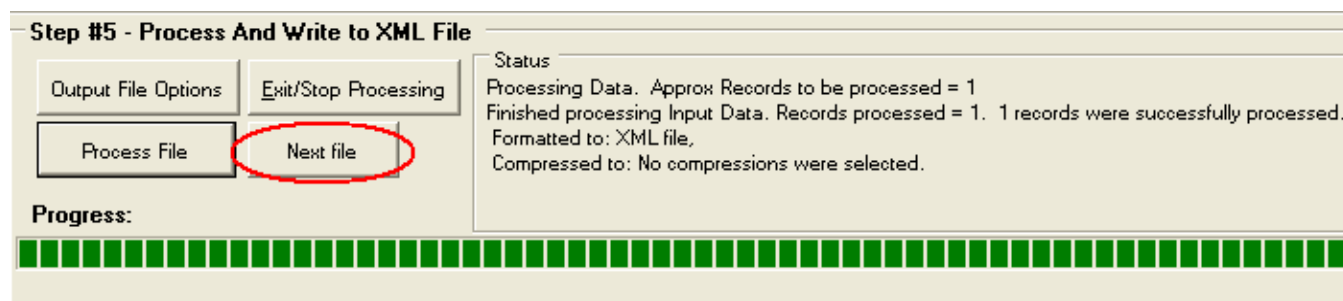 Step #5 - Process And Write to XML File
Output File Options
Exit/Stop Processing
Process File
Next file
Status
Processing Data. Approx Records to be processed = 1
Finished processing Input Data. Records processed = 1. 1 records were successfully processed.
Formatted to: XML file,
Compressed to: No compressions were selected.
Progress: